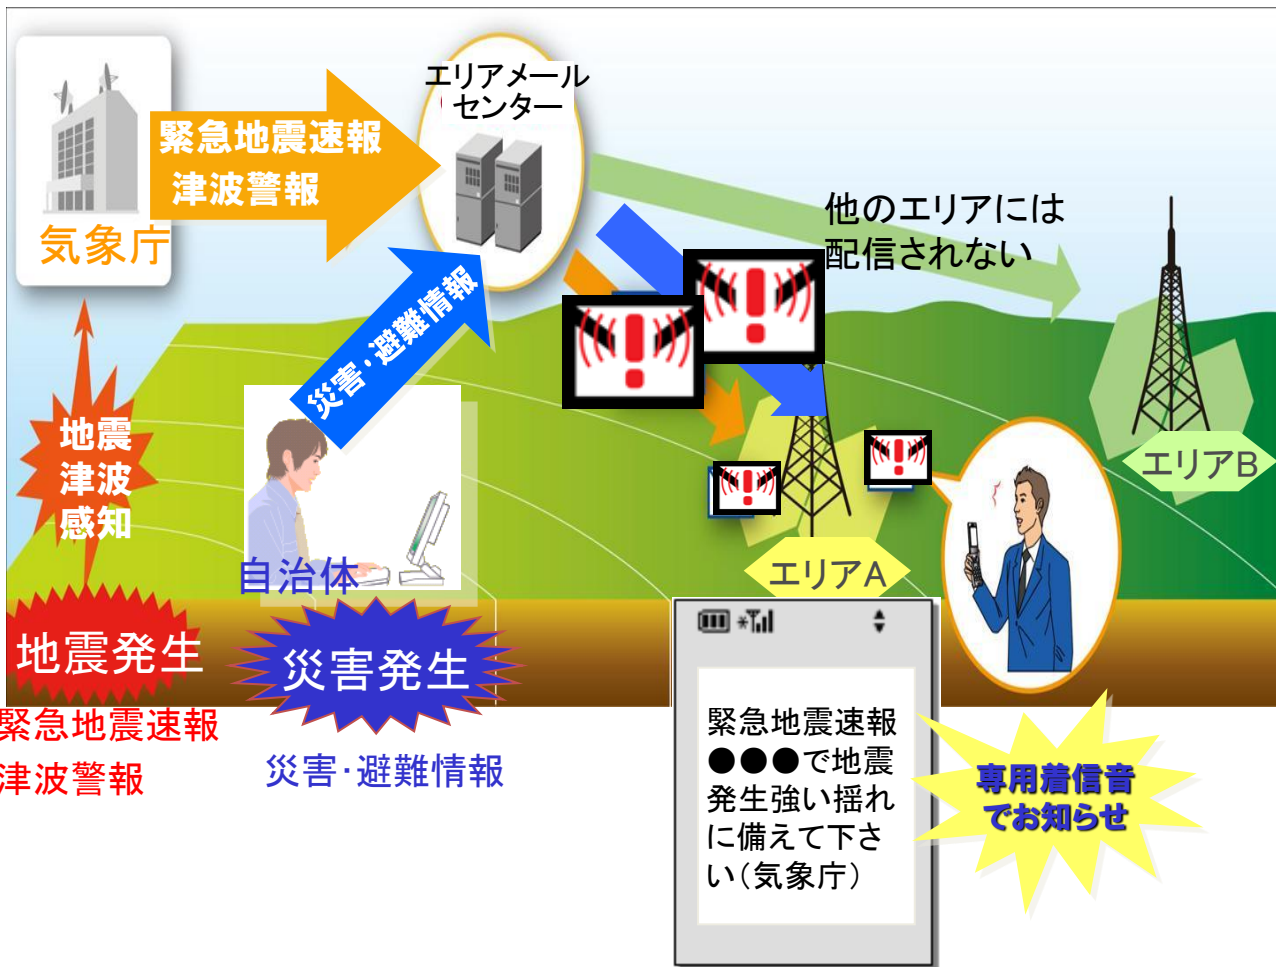 エリアメール
センター
緊急地震速報
津波警報
気象庁
他のエリアには
配信されない
災害・避難情報
地震
津波
感知
エリアB
自治体
エリアA
地震発生
災害発生
緊急地震速報
津波警報
災害・避難情報
緊急地震速報
●●●で地震
発生強い揺れ
に備えて下さ
い（気象庁）
専用着信音
でお知らせ